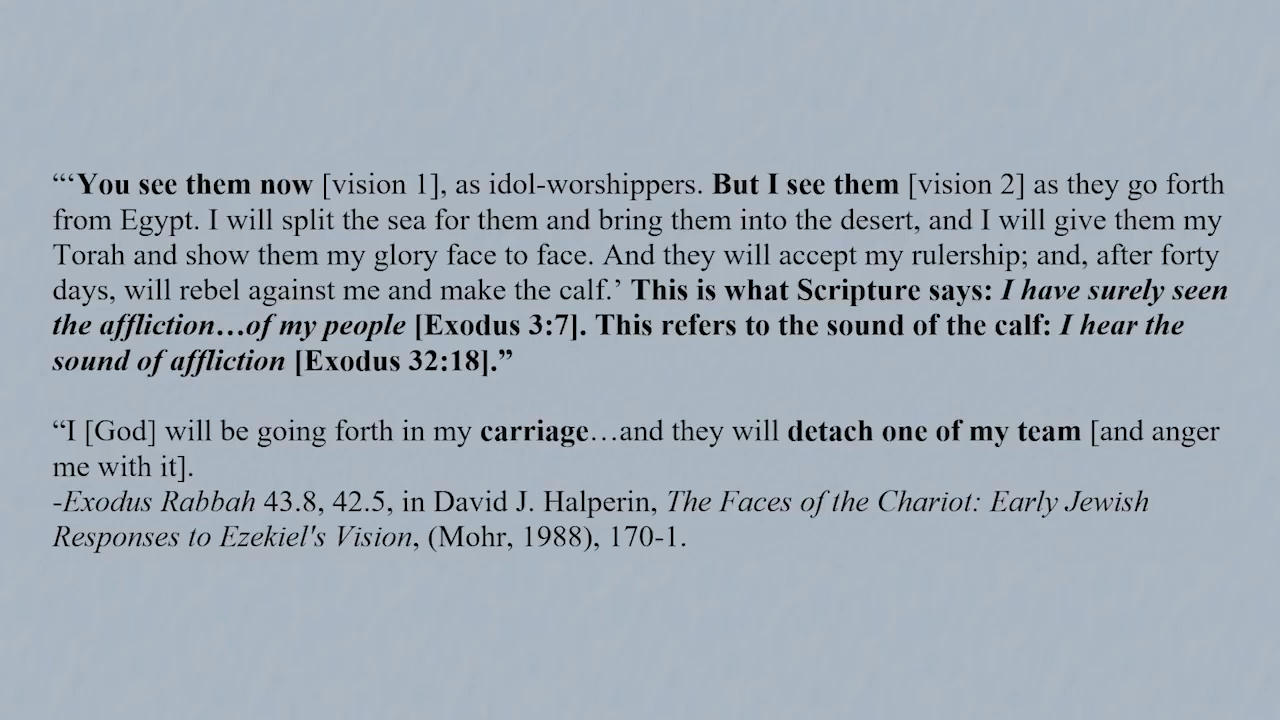 “‘You see them now [vision 1], as idol-worshippers. But I see them [vision 2] as they go forth
from Egypt. I will split the sea for them and bring them into the desert, and I will give them my
Torah and show them my glory face to face. And they will accept my rulership; and, after forty
days, will rebel against me and make the calf.’ This is what Scripture says: I have surely seen
the affliction…of my people [Exodus 3:7]. This refers to the sound of the calf: I hear the
sound of affliction [Exodus 32:18].”
“I [God] will be going forth in my carriage…and they will detach one of my team [and anger
me with it].
-Exodus Rabbah 43.8, 42.5, in David J. Halperin, The Faces of the Chariot: Early Jewish
Responses to Ezekiel's Vision, (Mohr, 1988), 170-1.